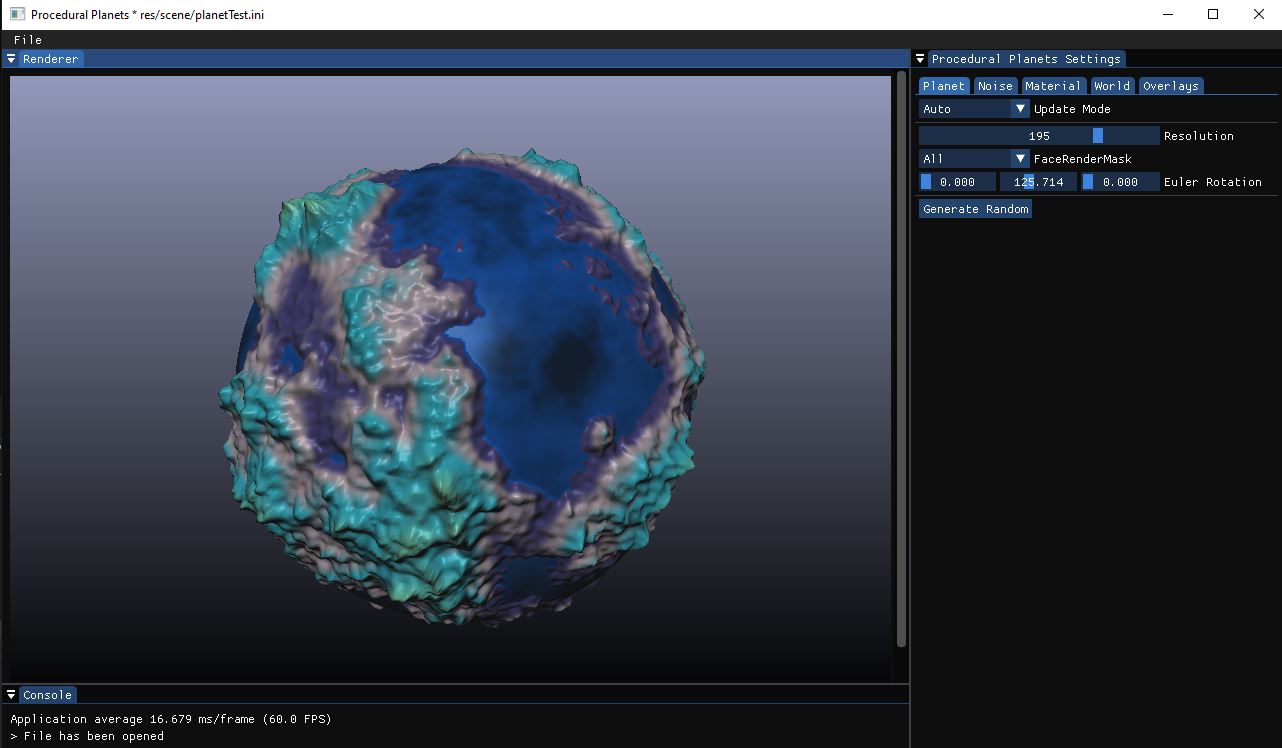 Procedural Planets * res/scene/planetTest.ini
File
Renderer
Procedural Planets Settings
Planet Noise Material World Overlays
Auto Update Mode
195 Resolution
All FaceRenderMask
0.000 125.714 0.000 Euler Rotation
Generate Random
Console
Application average 16.679 ms/frame (60.0 FPS)
> File has been opened